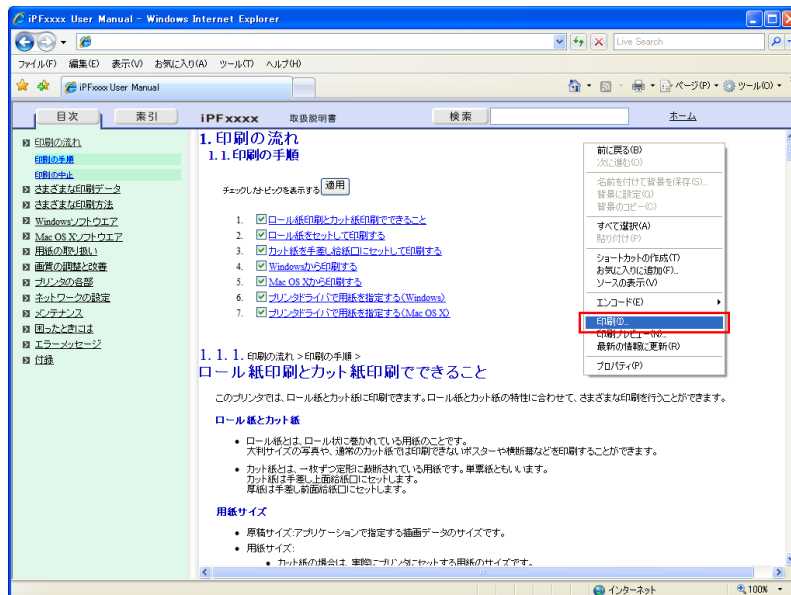 iPFxxxx User Manual - Windows Internet Explorer
Live Search
ファイル(F) 編集(E) 表示(V) お気に入り(A) ツール(T) ヘルプ(H)
iPFxxxx User Manual
ページ(P) ツール(O)
目次 索引 iPFxxxx 取扱説明書 検索 ホーム
印刷の流れ
印刷の手順
印刷の中止
さまざまな印刷データ
さまざまな印刷方法
Windowsソフトウエア
Mac OS Xソフトウエア
用紙の取り扱い
画質の調整と改善
プリンタの各部
ネットワークの設定
メンテナンス
困ったときには
エラーメッセージ
付録
1. 印刷の流れ
1. 1. 印刷の手順
チェックしたトピックを表示する 適用
1. ロール紙印刷とカット紙印刷でできること
2. ロール紙をセットして印刷する
3. カット紙を手差し給紙口にセットして印刷する
4. Windowsから印刷する
5. Mac OS Xから印刷する
6. プリンタドライバで用紙を指定する(Windows)
7. プリンタドライバで用紙を指定する(Mac OS X)
前に戻る(B)
次に進む(O)
名前を付けて背景を保存(S)...
背景に設定(G)
背景のコピー(C)
すべて選択(A)
貼り付け(P)
ショートカットの作成(T)
お気に入りに追加(F)...
ソースの表示(V)
エンコード(E)
印刷(I)...
印刷プレビュー(N)...
最新の情報に更新(R)
プロパティ(P)
1. 1. 1. 印刷の流れ > 印刷の手順 >
ロール紙印刷とカット紙印刷でできること
このプリンタでは、ロール紙とカット紙に印刷できます。ロール紙とカット紙の特性に合わせて、さまざまな印刷を行うことができます。
ロール紙とカット紙
• ロール紙とは、ロール状に巻かれている用紙のことです。
大判サイズの写真や、通常のカット紙では印刷できないポスターや横断幕などを印刷することができます。
• カット紙とは、一枚ずつ定形に裁断されている用紙です。単票紙ともいいます。
カット紙は手差し上面給紙口にセットします。
厚紙は手差し前面給紙口にセットします。
用紙サイズ
• 原稿サイズ:アプリケーションで指定する描画データのサイズです。
• 用紙サイズ:
• カット紙の場合は、実際にプリンタにセットする用紙のサイズです。
インターネット 100%